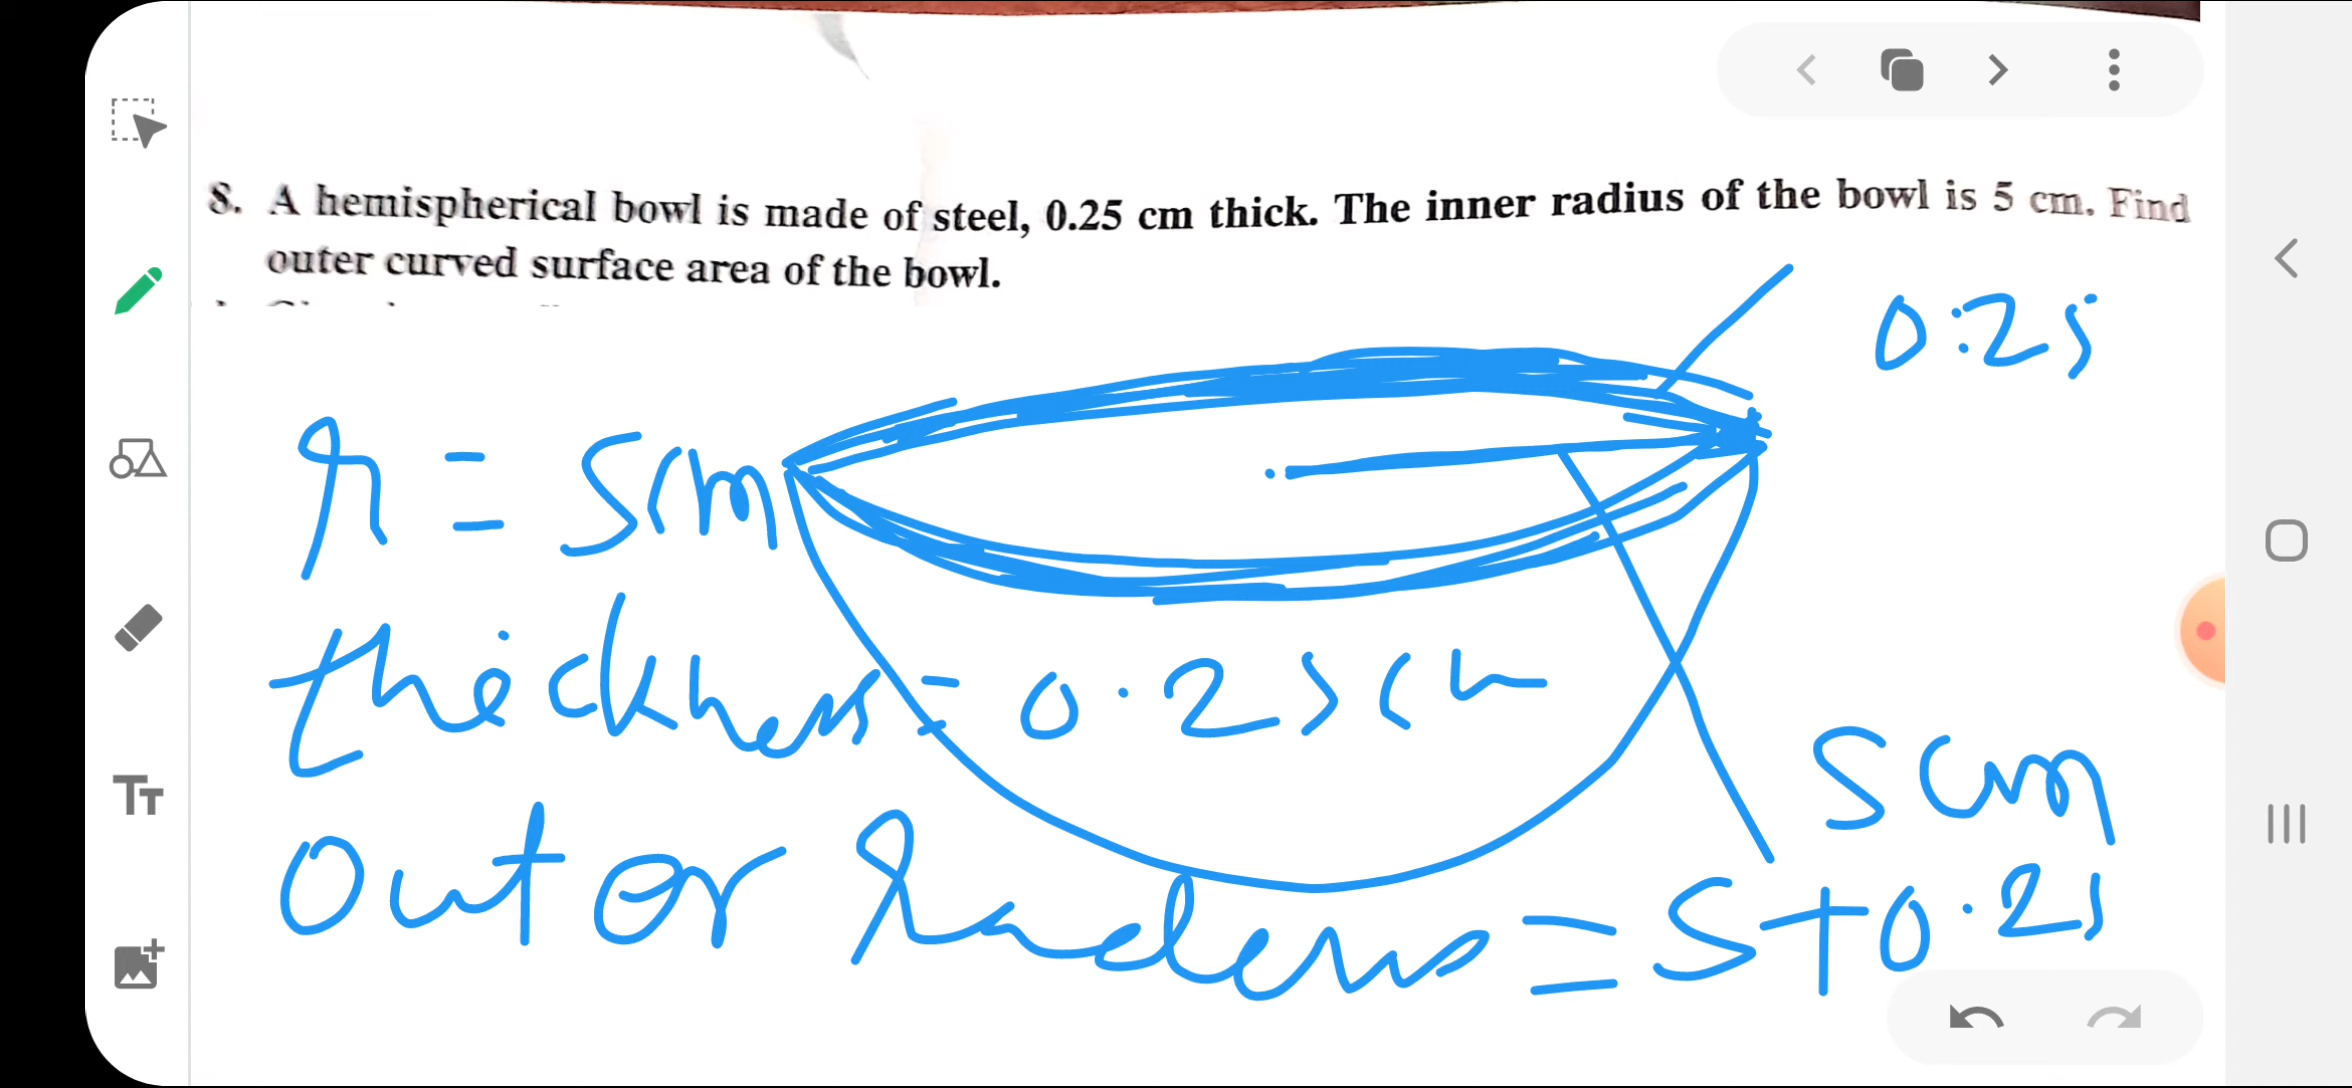 8. A hemispherical bowl is made of steel, 0.25 cm thick. The inner radius of the bowl is 5 cm. Find
outer curved surface area of the bowl.
0.25
r = 5cm
thickness = 0.25cm
5cm
outer Radius = 5+0.25
TT